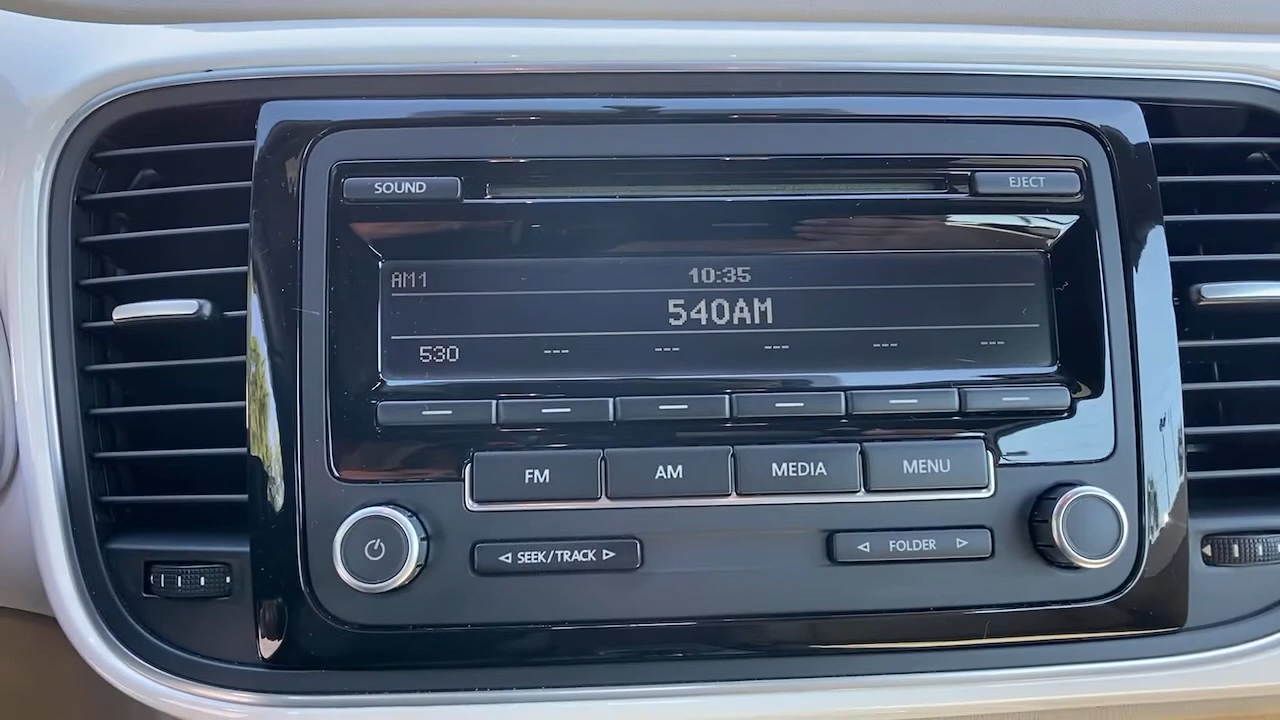 SOUND
EJECT
AM1
10:35
540AM
530 --- --- --- --- ---
FM
AM
MEDIA
MENU
SEEK/TRACK
FOLDER